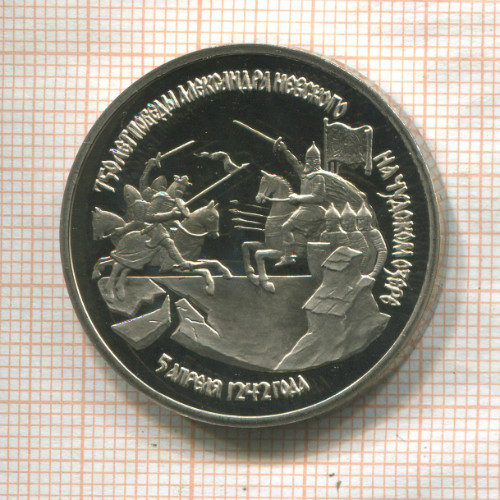 750 ЛЕТ ПОБЕДЫ АЛЕКСАНДРА НЕВСКОГО
НА ЧУДСКОМ ОЗЕРЕ
5 АПРЕЛЯ 1242 ГОДА